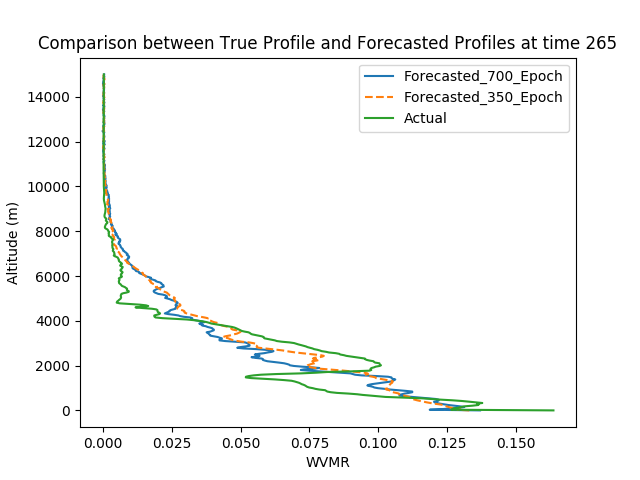 Comparison between True Profile and Forecasted Profiles at time 265
Forecasted_700_Epoch
Forecasted_350_Epoch
Actual
Altitude (m)
14000
12000
10000
8000
6000
4000
2000
0
0.000 0.025 0.050 0.075 0.100 0.125 0.150
WVMR